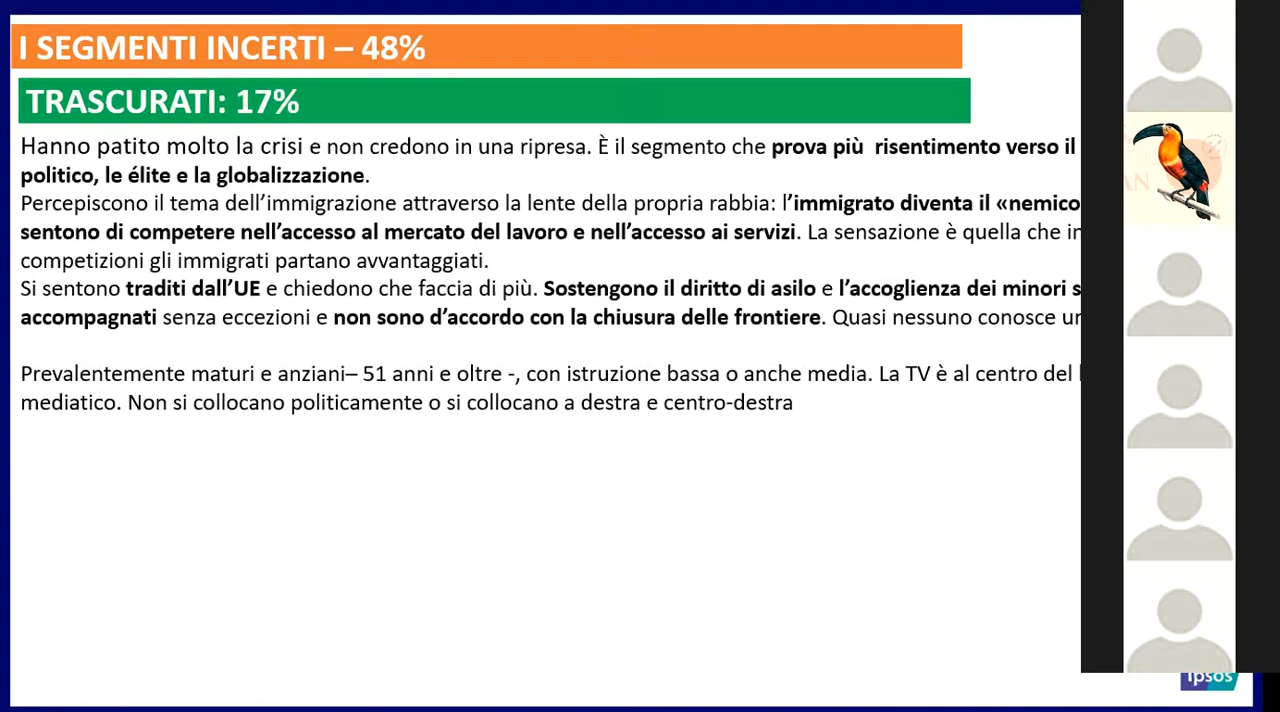 I SEGMENTI INCERTI – 48%
TRASCURATI: 17%
Hanno patito molto la crisi e non credono in una ripresa. È il segmento che prova più risentimento verso il
politico, le élite e la globalizzazione.
Percepiscono il tema dell’immigrazione attraverso la lente della propria rabbia: l’immigrato diventa il «nemico
sentono di competere nell’accesso al mercato del lavoro e nell’accesso ai servizi. La sensazione è quella che in
competizioni gli immigrati partano avvantaggiati.
Si sentono traditi dall’UE e chiedono che faccia di più. Sostengono il diritto di asilo e l’accoglienza dei minori
accompagnati senza eccezioni e non sono d’accordo con la chiusura delle frontiere. Quasi nessuno conosce
Prevalentemente maturi e anziani– 51 anni e oltre -, con istruzione bassa o anche media. La TV è al centro del
mediatico. Non si collocano politicamente o si collocano a destra e centro-destra
Ipsos